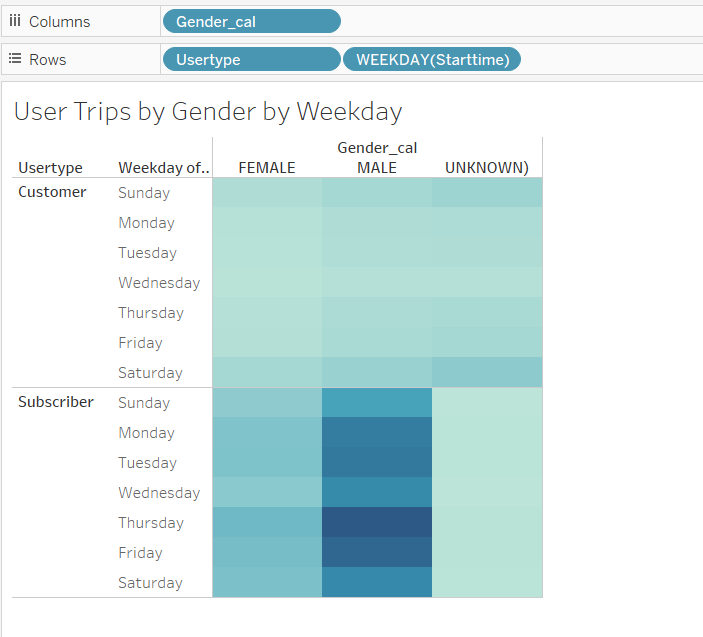 Columns Gender_cal
Rows Usertype WEEKDAY(Starttime)
User Trips by Gender by Weekday
Gender_cal
Usertype Weekday of.. FEMALE MALE UNKNOWN)
Customer Sunday
Monday
Tuesday
Wednesday
Thursday
Friday
Saturday
Subscriber Sunday
Monday
Tuesday
Wednesday
Thursday
Friday
Saturday